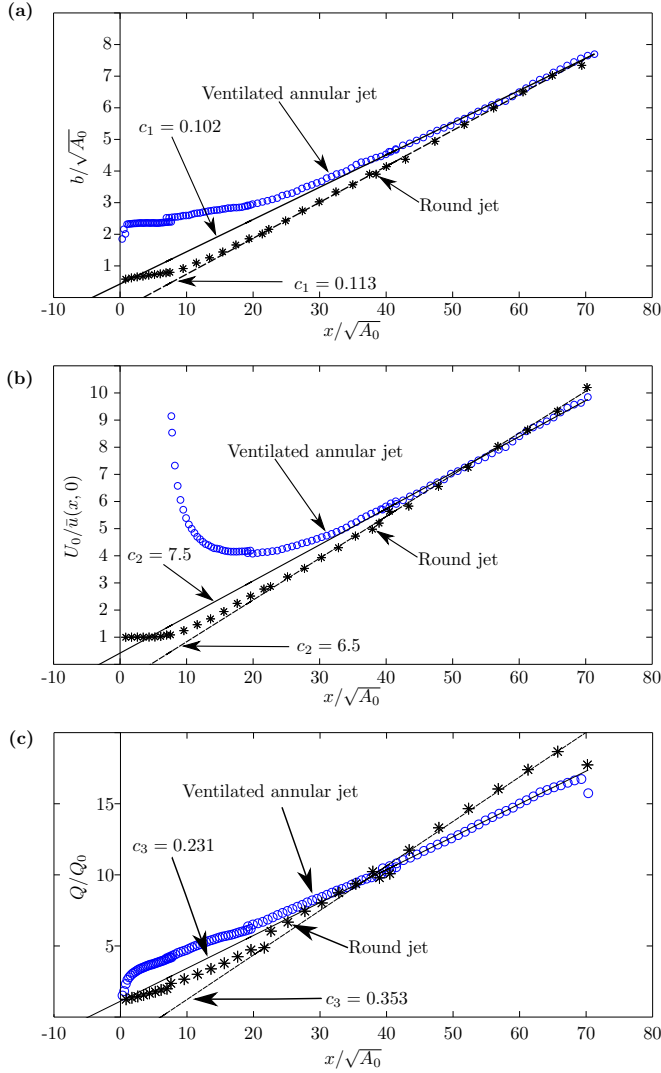 (a)
8
7
6
5
4
3
2
1
b/√A₀
Ventilated annular jet
c₁ = 0.102
Round jet
c₁ = 0.113
-10 0 10 20 30 40 50 60 70 80
x/√A₀
(b)
10
9
8
7
6
5
4
3
2
1
U₀/ū(x, 0)
Ventilated annular jet
c₂ = 7.5
Round jet
c₂ = 6.5
-10 0 10 20 30 40 50 60 70 80
x/√A₀
(c)
15
10
5
Q/Q₀
Ventilated annular jet
c₃ = 0.231
Round jet
c₃ = 0.353
-10 0 10 20 30 40 50 60 70 80
x/√A₀